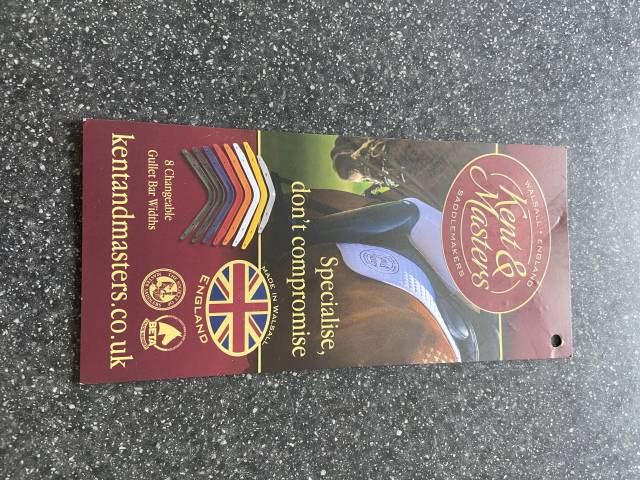 WALSALL • ENGLAND
Kent &
Masters
SADDLEMAKERS
Specialise,
don't compromise
MADE IN WALSALL
ENGLAND
8 Changeable
Gullet Bar Widths
BETA
kentandmasters.co.uk